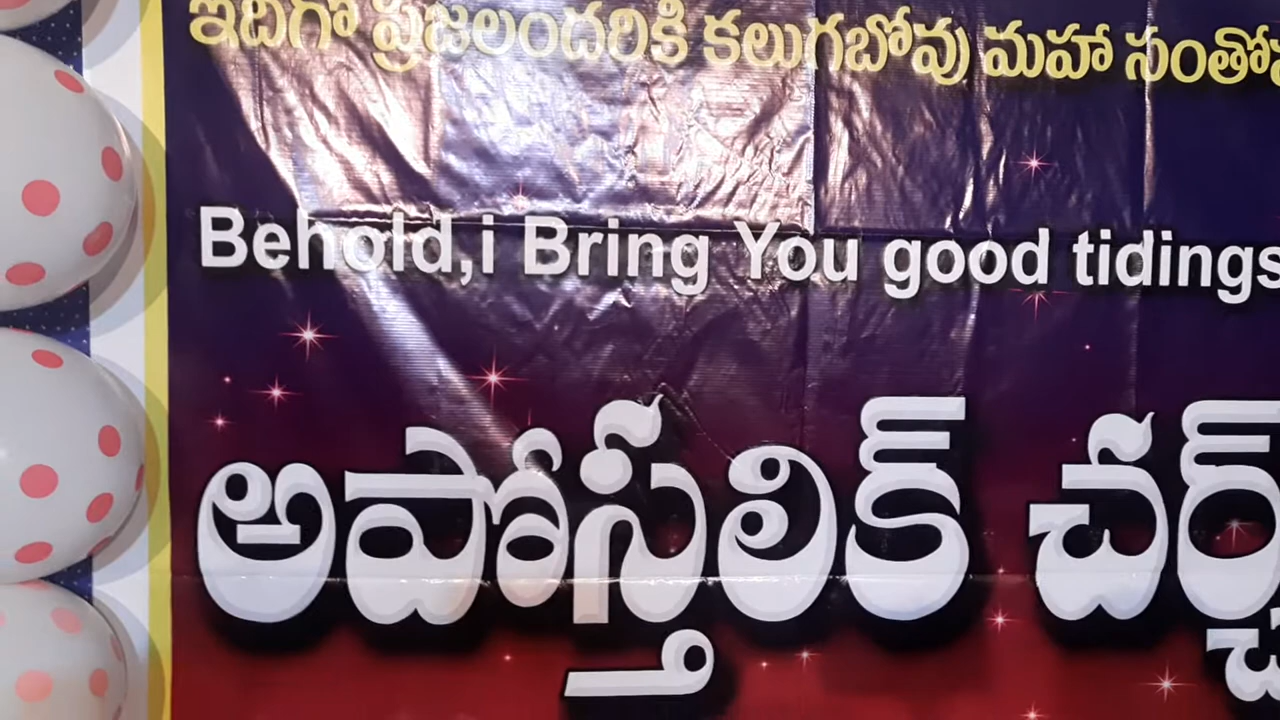 ఇదిగో ప్రజలందరికి కలుగబోవు మహా
Behold,i Bring You good tidings
అపోస్తలిక్ చర్చ్